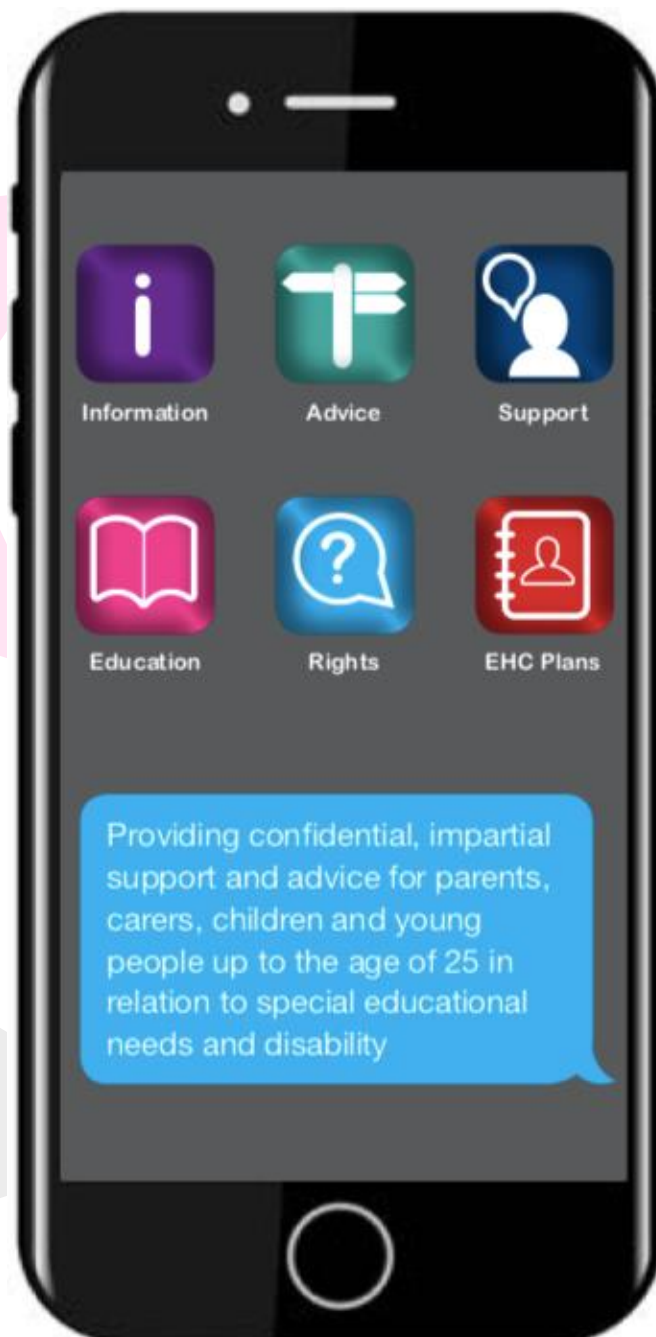 Information Advice Support
Education Rights EHC Plans
Providing confidential, impartial
support and advice for parents,
carers, children and young
people up to the age of 25 in
relation to special educational
needs and disability